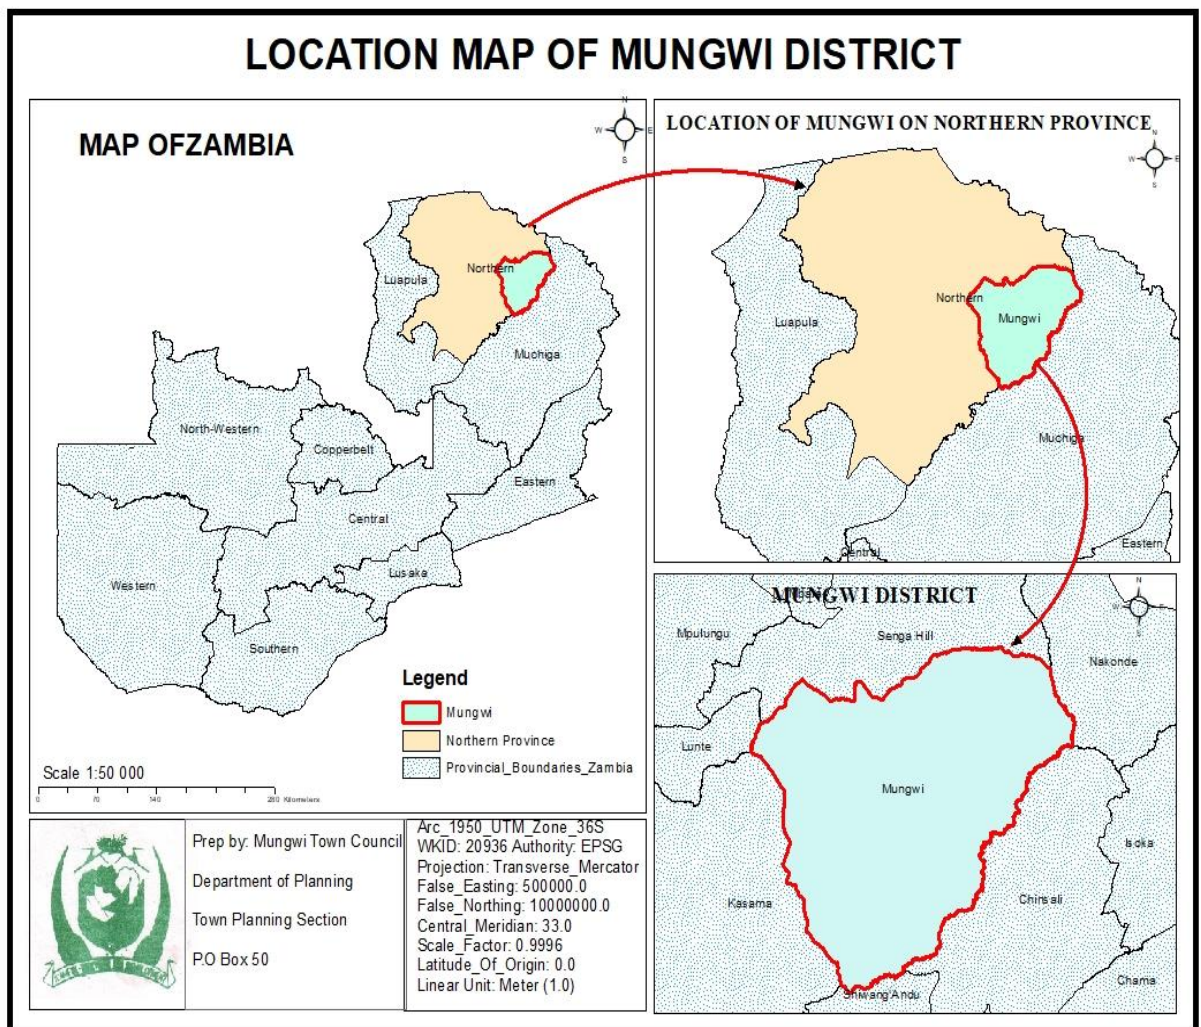 LOCATION MAP OF MUNGWI DISTRICT
MAP OFZAMBIA
N
W
E
S
Luapula
Northern
Muchiga
North-Western
Copperbelt
Eastern
Central
Lusaka
Western
Southern
Legend
Mungwi
Northern Province
Provincial_Boundaries_Zambia
Scale 1:50 000
0 70 140 280 Kilometers
LOCATION OF MUNGWI ON NORTHERN PROVINCE
N
W
E
S
Northern
Mungwi
Luapula
Muchiga
Eastern
Central
MUNGWI DISTRICT
N
W
E
S
Mpulungu
Senga Hill
Nakonde
Lunte
Mungwi
Isoka
Kasama
Chinsali
Chama
Shiwang'Andu
Prep by: Mungwi Town Council
Department of Planning
Town Planning Section
P.O Box 50
Arc_1950_UTM_Zone_36S
WKID: 20936 Authority: EPSG
Projection: Transverse_Mercator
False_Easting: 500000.0
False_Northing: 10000000.0
Central_Meridian: 33.0
Scale_Factor: 0.9996
Latitude_Of_Origin: 0.0
Linear Unit: Meter (1.0)